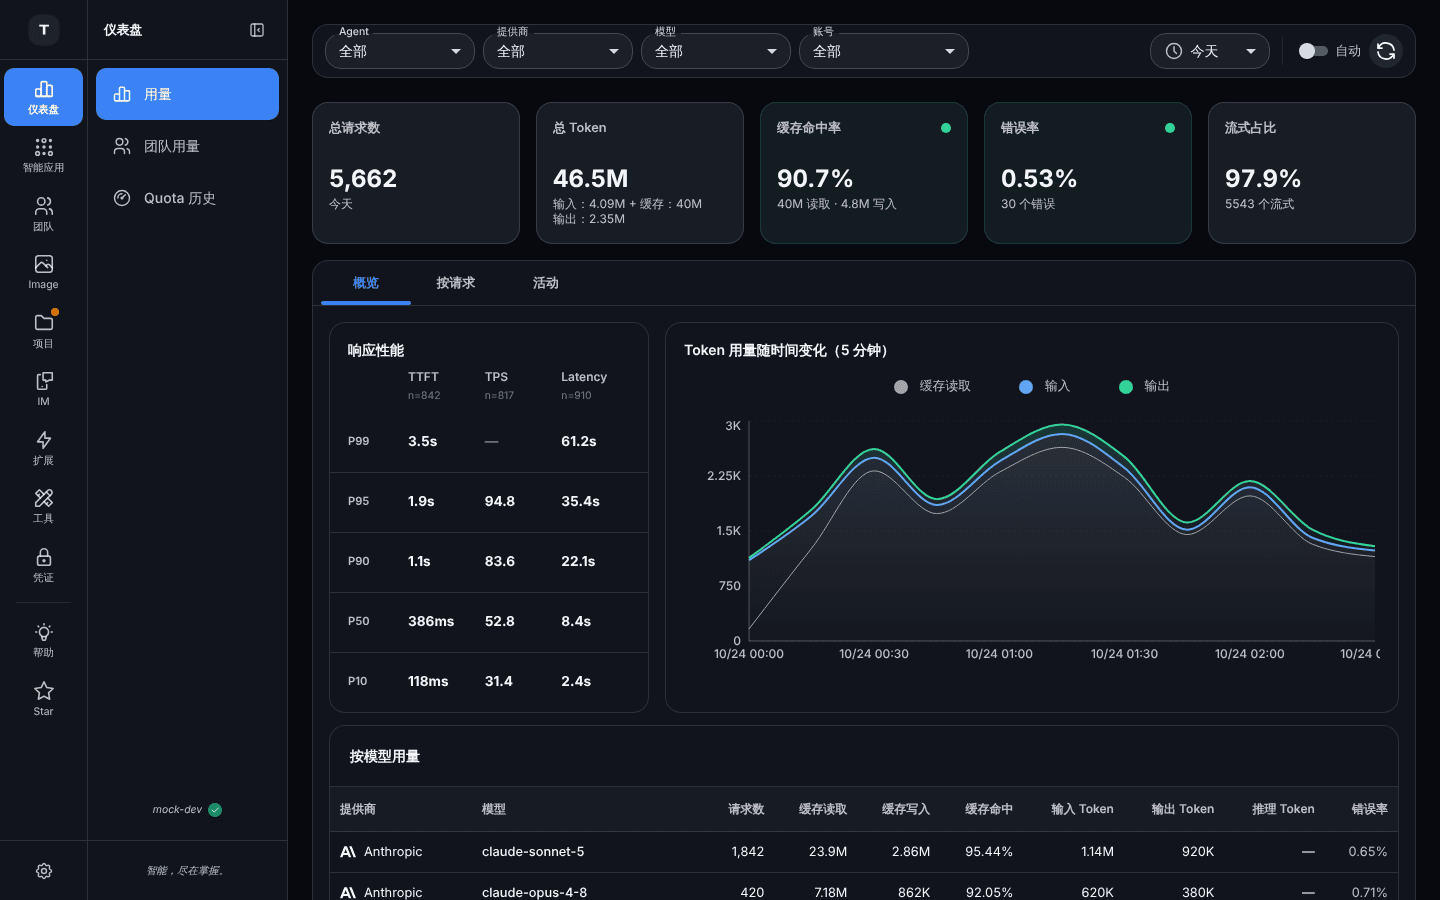 T
仪表盘
仪表盘
智能应用
团队
Image
项目
IM
扩展
工具
凭证
帮助
Star
用量
团队用量
Quota 历史
mock-dev
智能，尽在掌握。
Agent
全部
提供商
全部
模型
全部
账号
全部
今天
自动
总请求数
5,662
今天
总 Token
46.5M
输入：4.09M + 缓存：40M
输出：2.35M
缓存命中率
90.7%
40M 读取 · 4.8M 写入
错误率
0.53%
30 个错误
流式占比
97.9%
5543 个流式
概览 按请求 活动
响应性能
TTFT TPS Latency
n=842 n=817 n=910
P99 3.5s — 61.2s
P95 1.9s 94.8 35.4s
P90 1.1s 83.6 22.1s
P50 386ms 52.8 8.4s
P10 118ms 31.4 2.4s
Token 用量随时间变化（5 分钟）
缓存读取 输入 输出
3K
2.25K
1.5K
750
0
10/24 00:00 10/24 00:30 10/24 01:00 10/24 01:30 10/24 02:00 10/24
按模型用量
提供商 模型 请求数 缓存读取 缓存写入 缓存命中 输入 Token 输出 Token 推理 Token 错误率
Anthropic claude-sonnet-5 1,842 23.9M 2.86M 95.44% 1.14M 920K — 0.65%
Anthropic claude-opus-4-8 420 7.18M 862K 92.05% 620K 380K — 0.71%